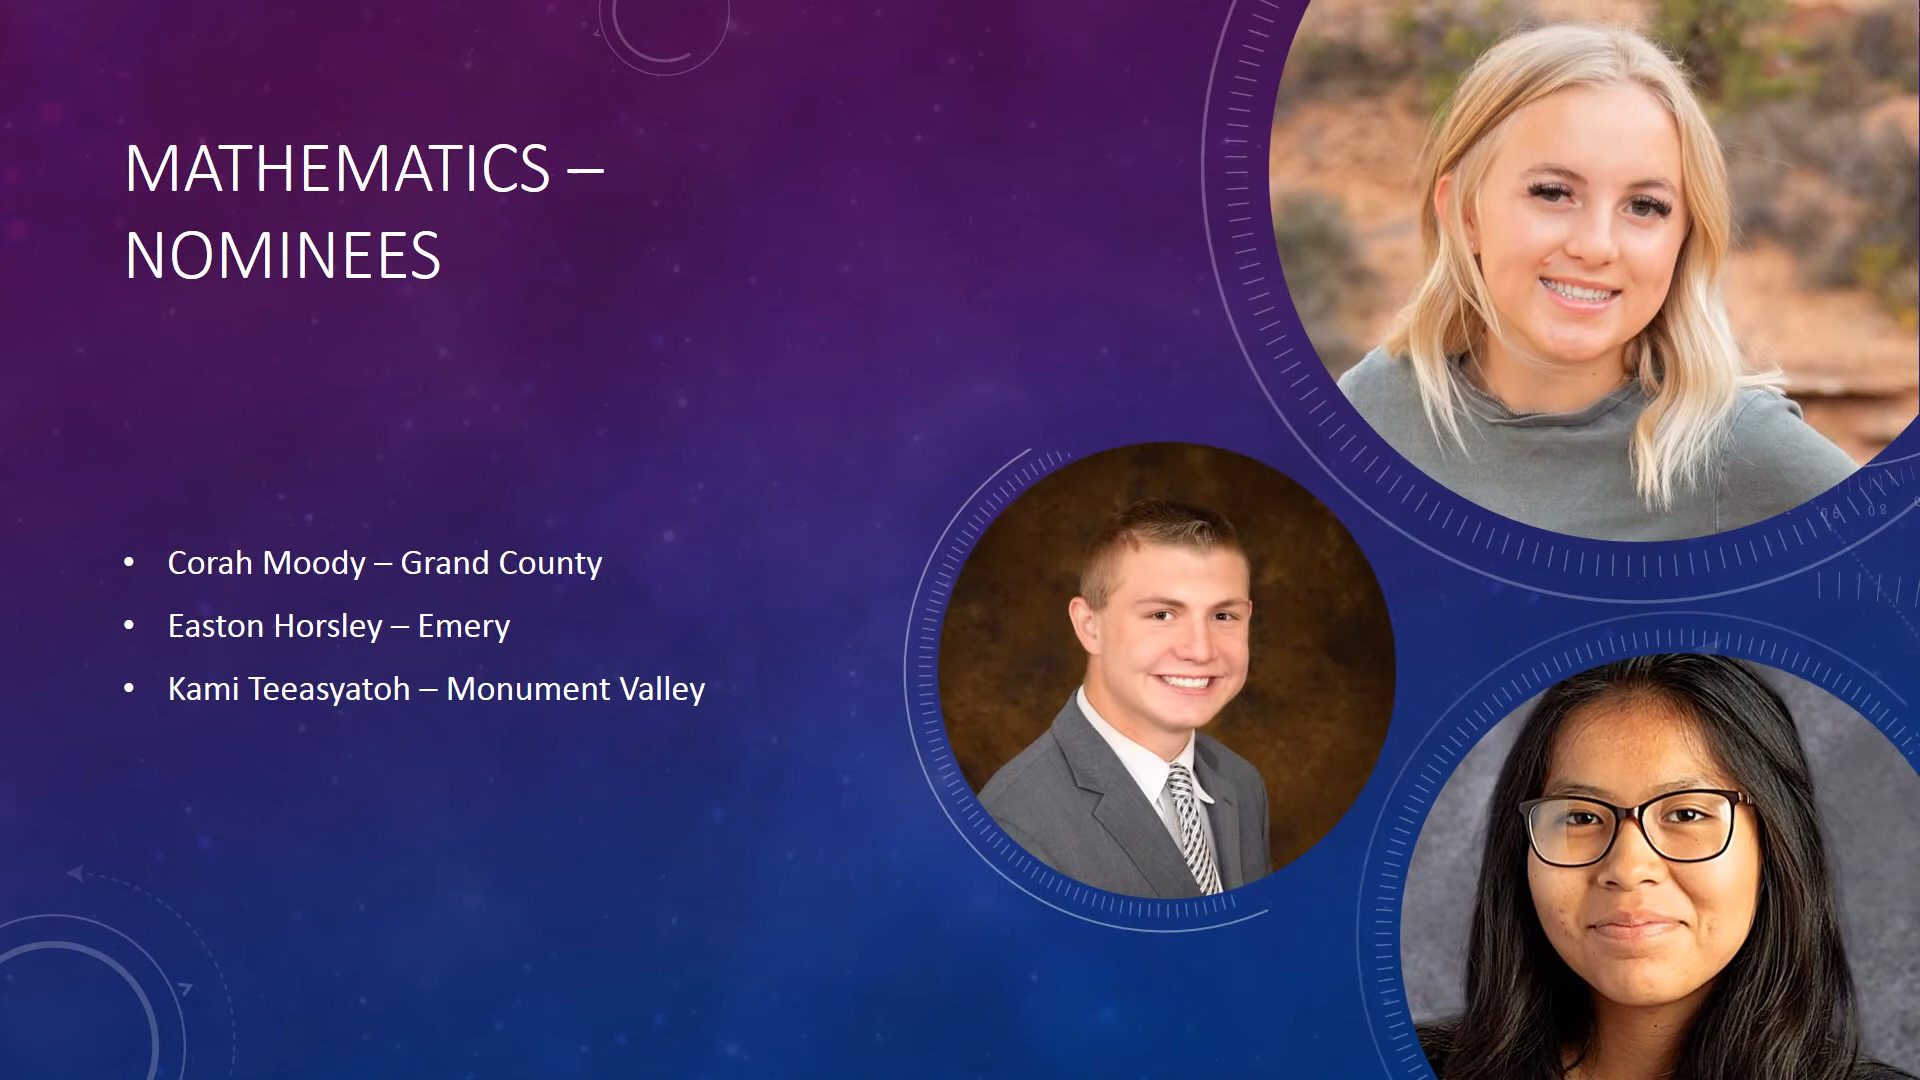 MATHEMATICS –
NOMINEES
• Corah Moody – Grand County
• Easton Horsley – Emery
• Kami Teeasyatoh – Monument Valley